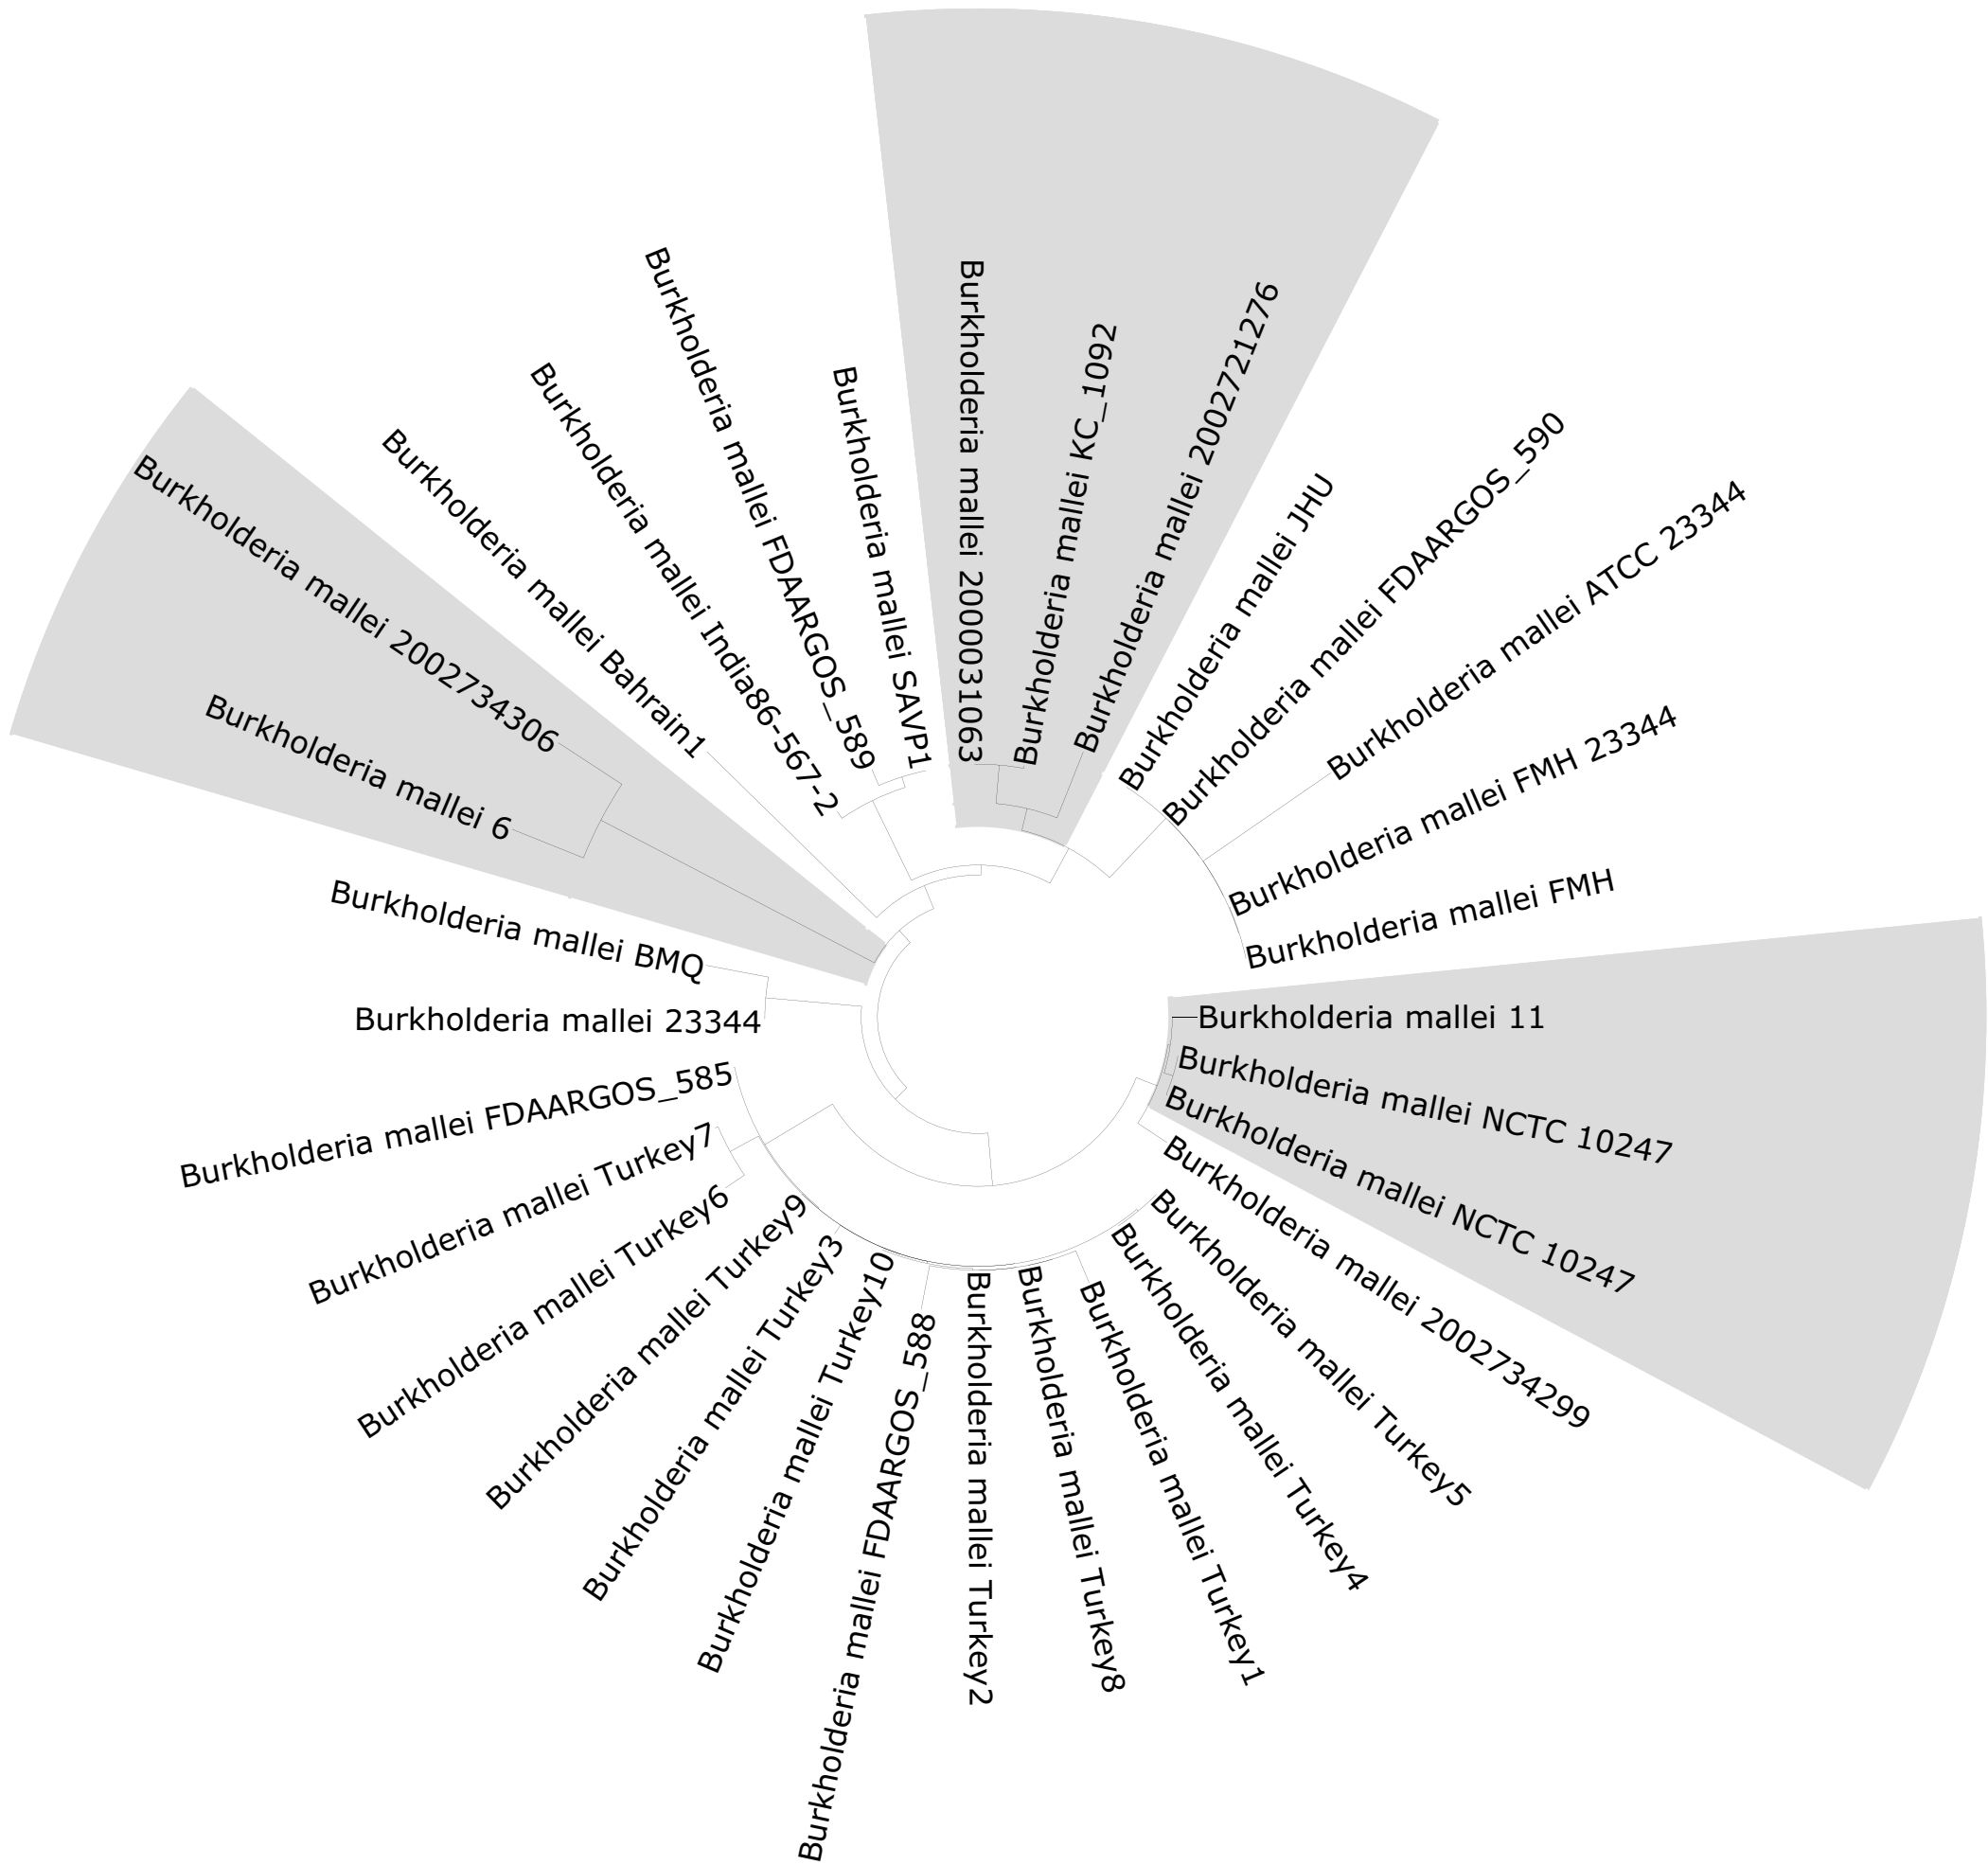 Burkholderia mallei 2000031063
Burkholderia mallei KC_1092
Burkholderia mallei 2002721276
Burkholderia mallei JHU
Burkholderia mallei FDAARGOS_590
Burkholderia mallei ATCC 23344
Burkholderia mallei FMH 23344
Burkholderia mallei FMH
Burkholderia mallei 11
Burkholderia mallei NCTC 10247
Burkholderia mallei NCTC 10247
Burkholderia mallei 2002734299
Burkholderia mallei Turkey5
Burkholderia mallei Turkey4
Burkholderia mallei Turkey1
Burkholderia mallei Turkey8
Burkholderia mallei Turkey2
Burkholderia mallei FDAARGOS_588
Burkholderia mallei Turkey10
Burkholderia mallei Turkey3
Burkholderia mallei Turkey9
Burkholderia mallei Turkey6
Burkholderia mallei Turkey7
Burkholderia mallei FDAARGOS_585
Burkholderia mallei 23344
Burkholderia mallei BMQ
Burkholderia mallei 6
Burkholderia mallei 2002734306
Burkholderia mallei Bahrain1
Burkholderia mallei India86-567-2
Burkholderia mallei FDAARGOS_589
Burkholderia mallei SAVP1